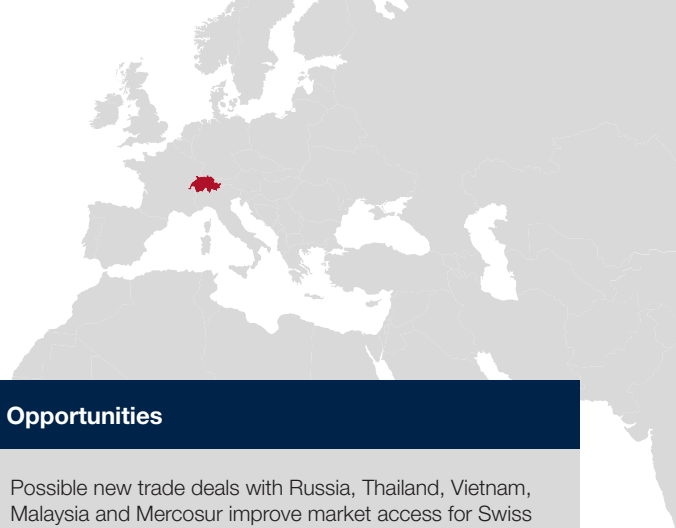 Opportunities
Possible new trade deals with Russia, Thailand, Vietnam,
Malaysia and Mercosur improve market access for Swiss